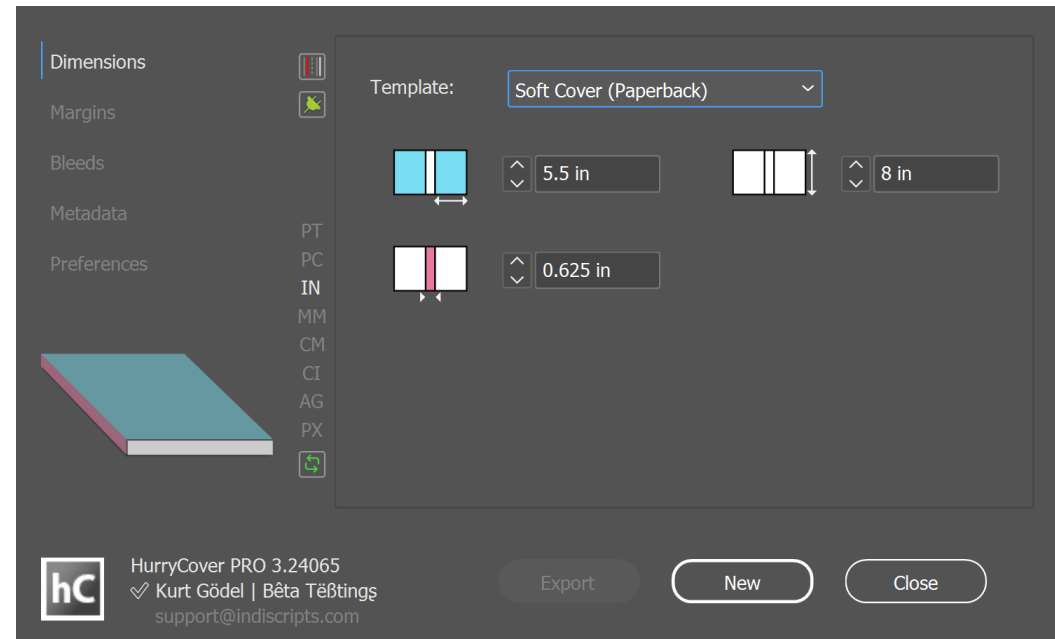 Dimensions
Margins
Bleeds
Metadata
Preferences
PT
PC
IN
MM
CM
CI
AG
PX
Template:
Soft Cover (Paperback)
5.5 in
8 in
0.625 in
hC
HurryCover PRO 3.24065
Kurt Gödel | Bêta Tëßtingş
support@indiscripts.com
Export
New
Close